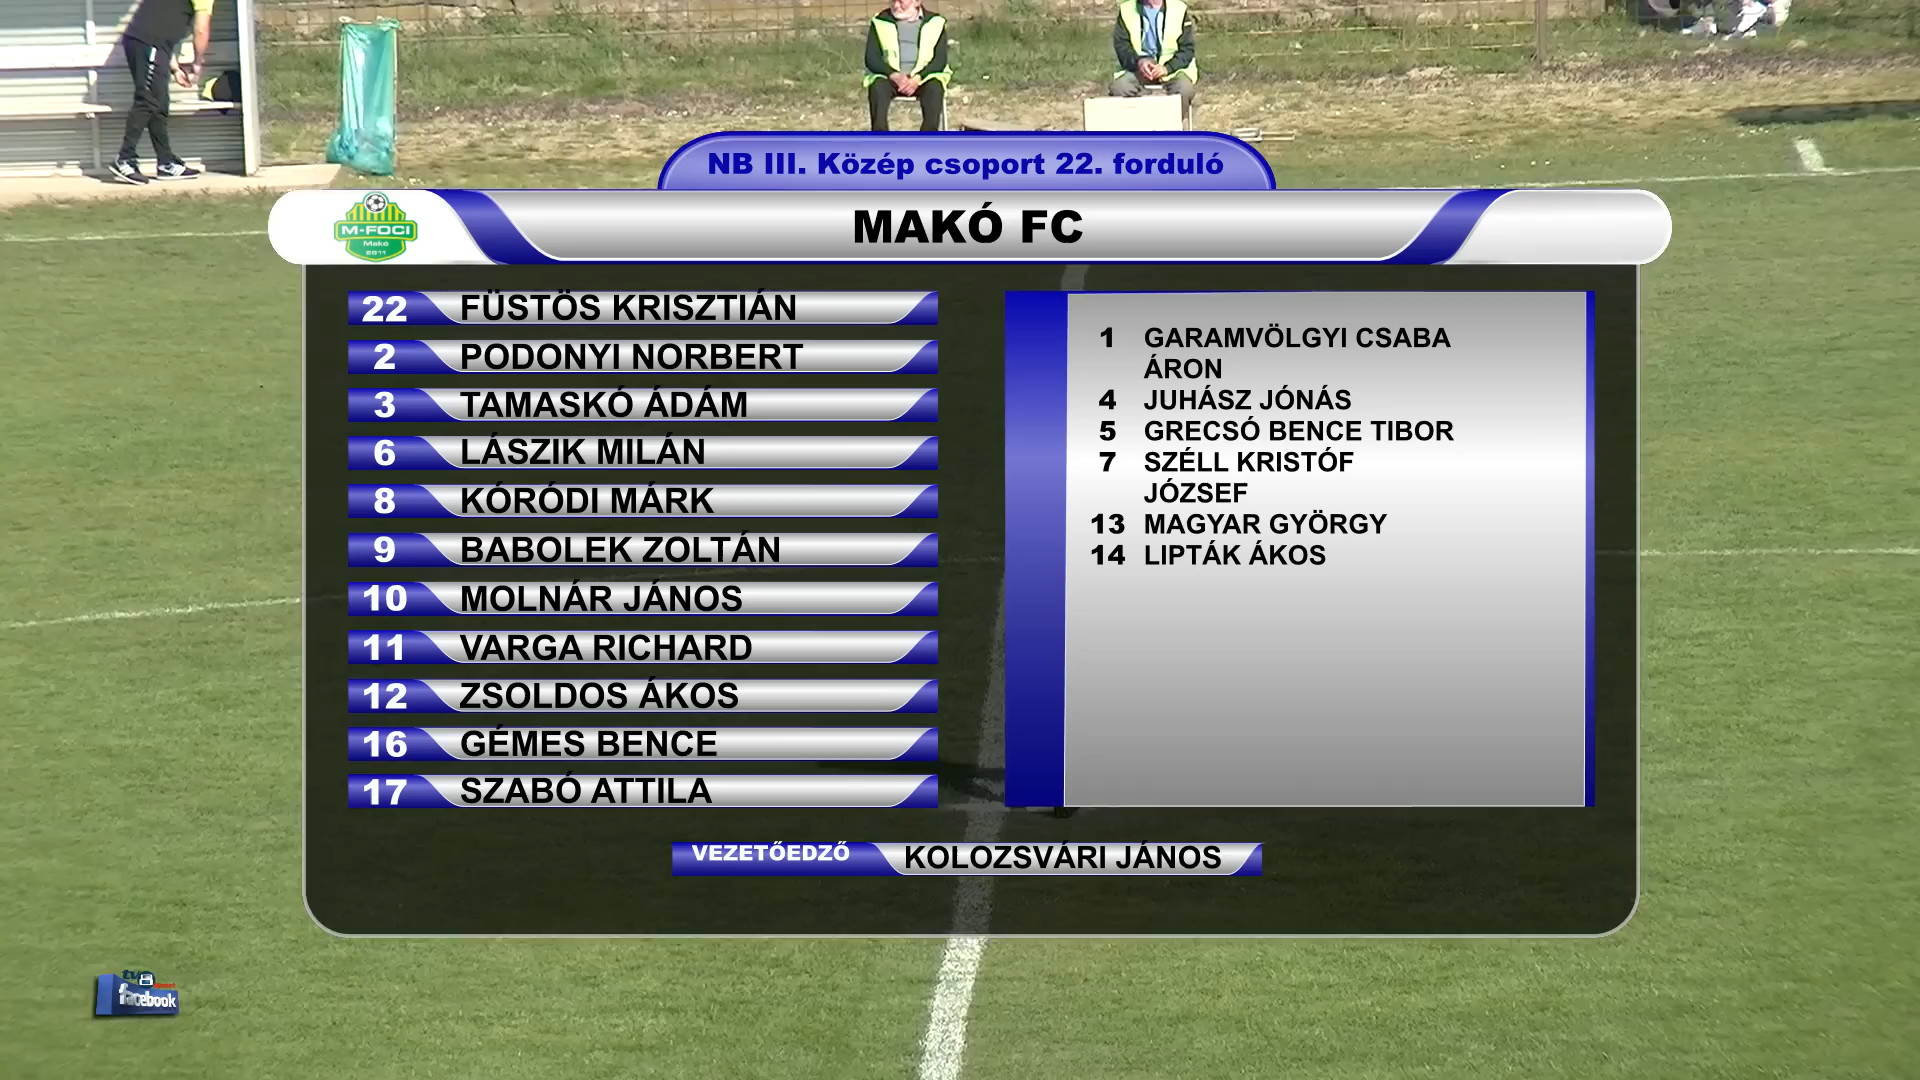 NB III. Közép csoport 22. forduló
M-FOCI
Makó
2011
MAKÓ FC
22 FÜSTÖS KRISZTIÁN
2 PODONYI NORBERT
3 TAMASKÓ ÁDÁM
6 LÁSZIK MILÁN
8 KÓRÓDI MÁRK
9 BABOLEK ZOLTÁN
10 MOLNÁR JÁNOS
11 VARGA RICHARD
12 ZSOLDOS ÁKOS
16 GÉMES BENCE
17 SZABÓ ATTILA
1 GARAMVÖLGYI CSABA
ÁRON
4 JUHÁSZ JÓNÁS
5 GRECSÓ BENCE TIBOR
7 SZÉLL KRISTÓF
JÓZSEF
13 MAGYAR GYÖRGY
14 LIPTÁK ÁKOS
VEZETŐEDZŐ KOLOZSVÁRI JÁNOS
tv
facebook